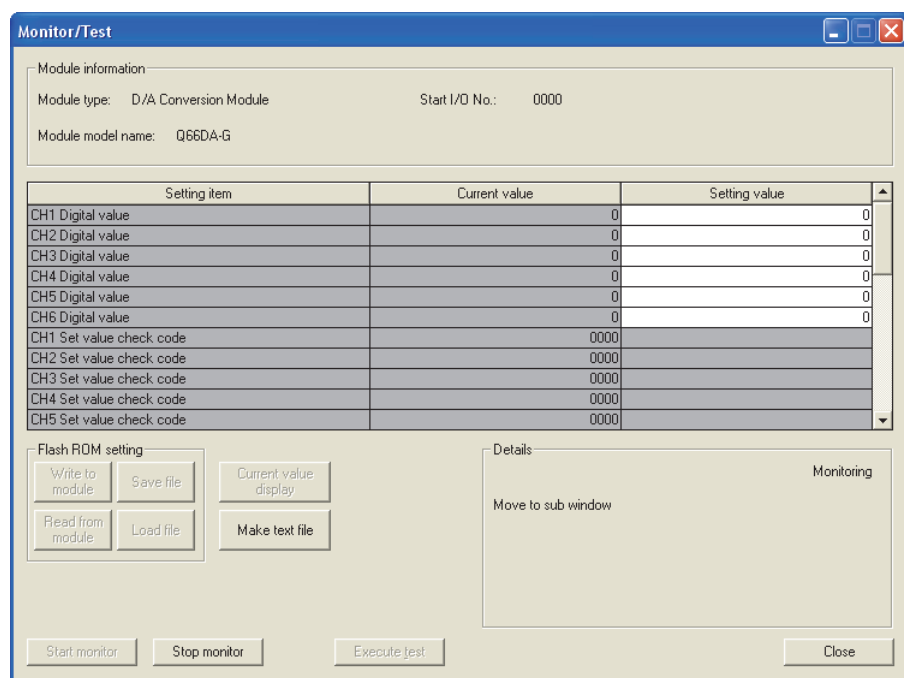 Monitor/Test
Module information
Module type: D/A Conversion Module Start I/O No.: 0000
Module model name: Q66DA-G
Setting item Current value Setting value
CH1 Digital value 0 0
CH2 Digital value 0 0
CH3 Digital value 0 0
CH4 Digital value 0 0
CH5 Digital value 0 0
CH6 Digital value 0 0
CH1 Set value check code 0000
CH2 Set value check code 0000
CH3 Set value check code 0000
CH4 Set value check code 0000
CH5 Set value check code 0000
Flash ROM setting
Write to
module
Save file
Current value
display
Read from
module
Load file
Make text file
Details
Monitoring
Move to sub window
Start monitor Stop monitor Execute test Close